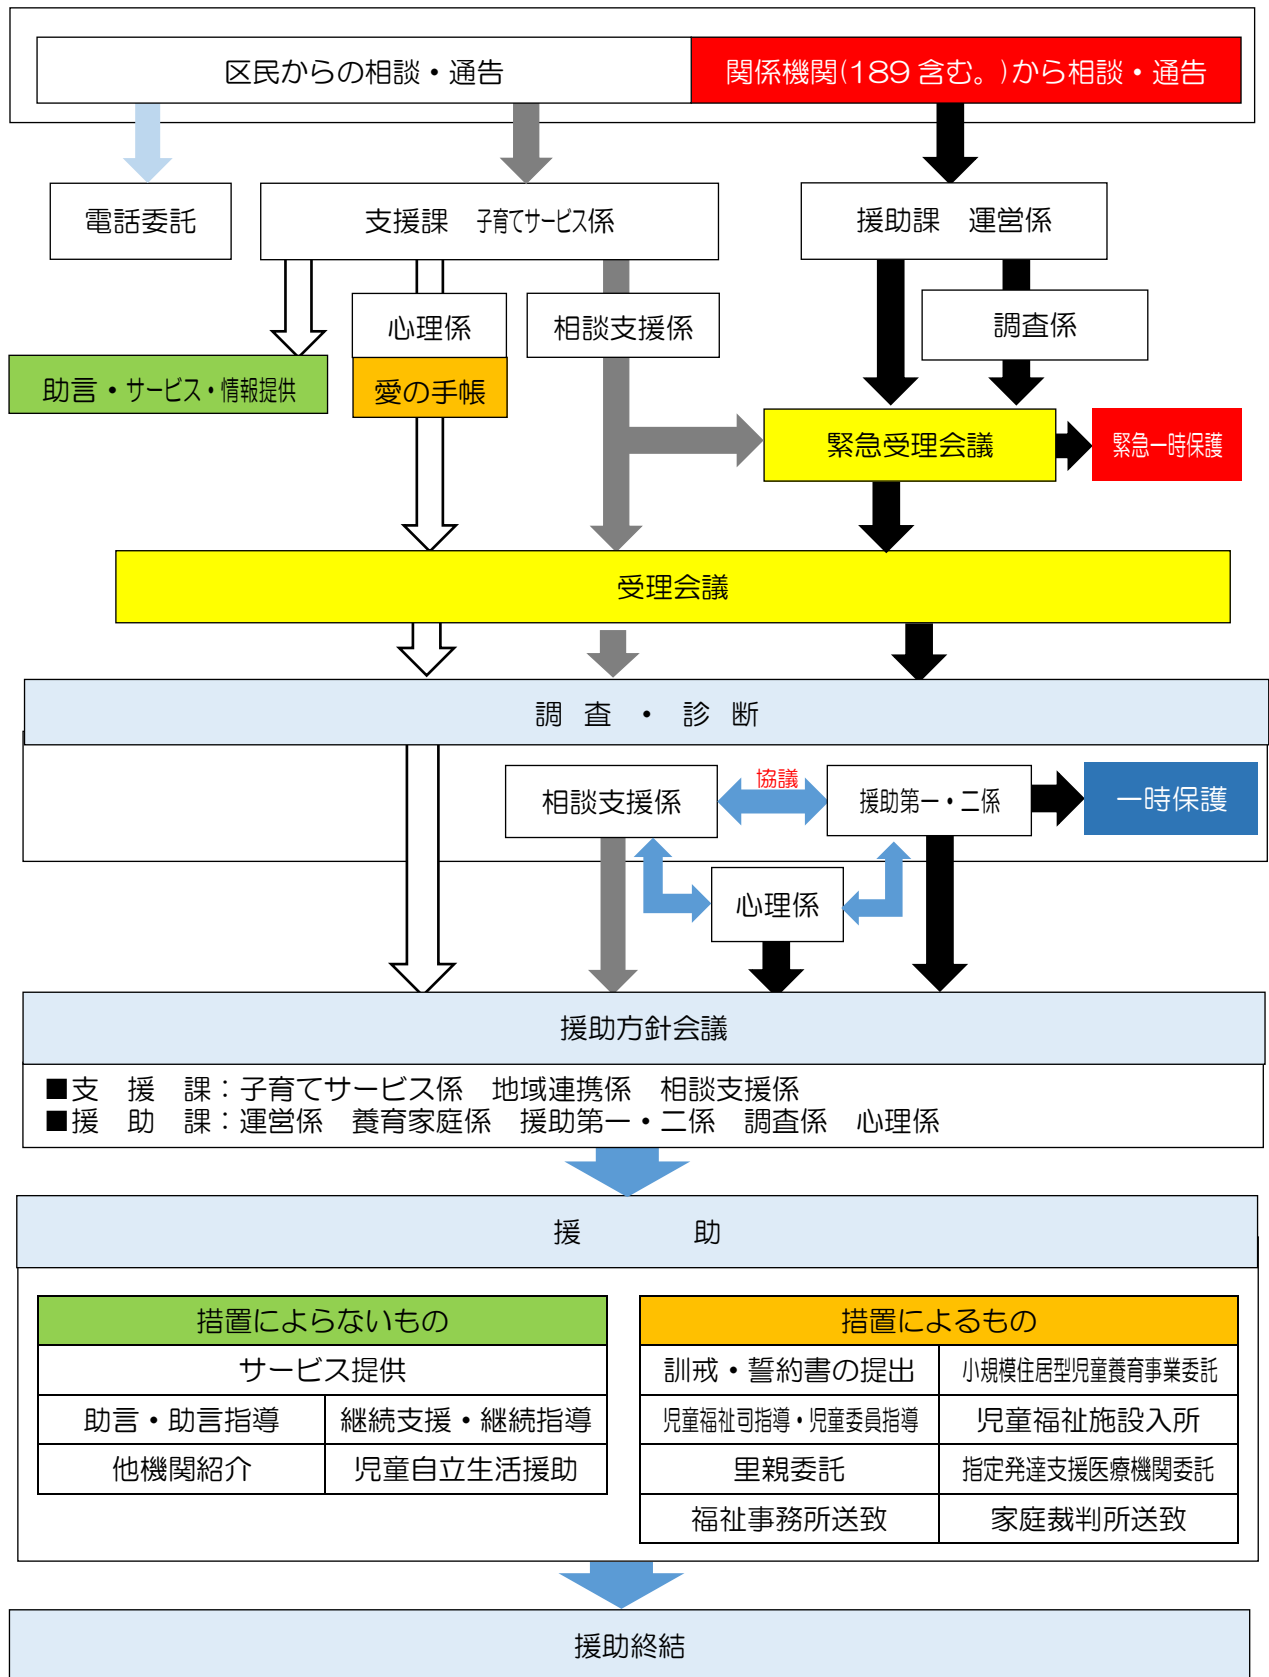 区民からの相談・通告
関係機関(189含む。)から相談・通告
電話委託
支援課 子育てサービス係
援助課 運営係
心理係
相談支援係
調査係
助言・サービス・情報提供
愛の手帳
緊急受理会議
緊急一時保護
受理会議
調査・診断
相談支援係
協議
援助第一・二係
一時保護
心理係
援助方針会議
■支 援 課：子育てサービス係 地域連携係 相談支援係
■援 助 課：運営係 養育家庭係 援助第一・二係 調査係 心理係
援 助
措置によらないもの
サービス提供
助言・助言指導 継続支援・継続指導
他機関紹介 児童自立生活援助
措置によるもの
訓戒・誓約書の提出 小規模住居型児童養育事業委託
児童福祉司指導・児童委員指導 児童福祉施設入所
里親委託 指定発達支援医療機関委託
福祉事務所送致 家庭裁判所送致
援助終結